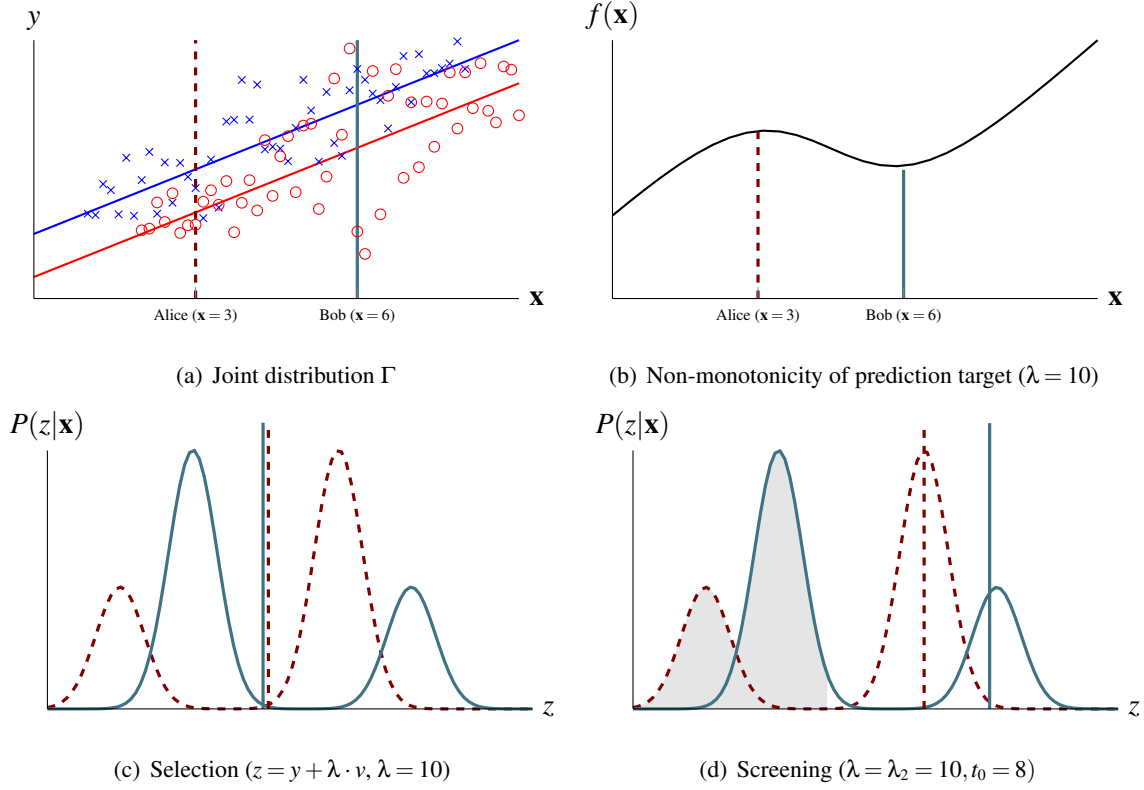 y
f(x)
x
x
Alice (x = 3)
Bob (x = 6)
Alice (x = 3)
Bob (x = 6)
(a) Joint distribution Γ
(b) Non-monotonicity of prediction target (λ = 10)
P(z|x)
P(z|x)
z
z
(c) Selection (z = y + λ · v, λ = 10)
(d) Screening (λ = λ₂ = 10, t₀ = 8)